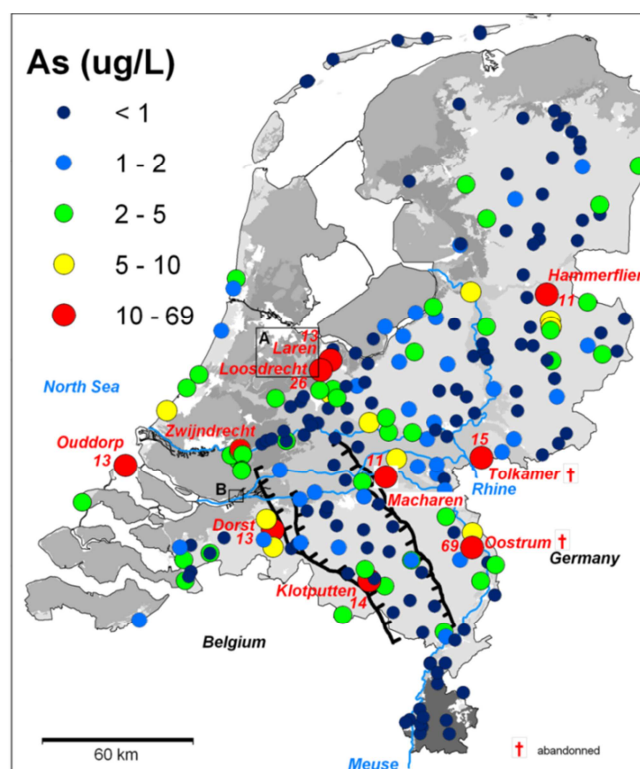 As (ug/L)
< 1
1 - 2
2 - 5
5 - 10
10 - 69
Hammerflier
11
A
13
Laren
Loosdrecht
26
North Sea
Zwijndrecht
Ouddorp
13
15
Tolkamer †
Rhine
11
Macharen
B
Dorst
13
69
Oostrum †
Germany
Klotputten
14
Belgium
60 km
Meuse
† abandonned